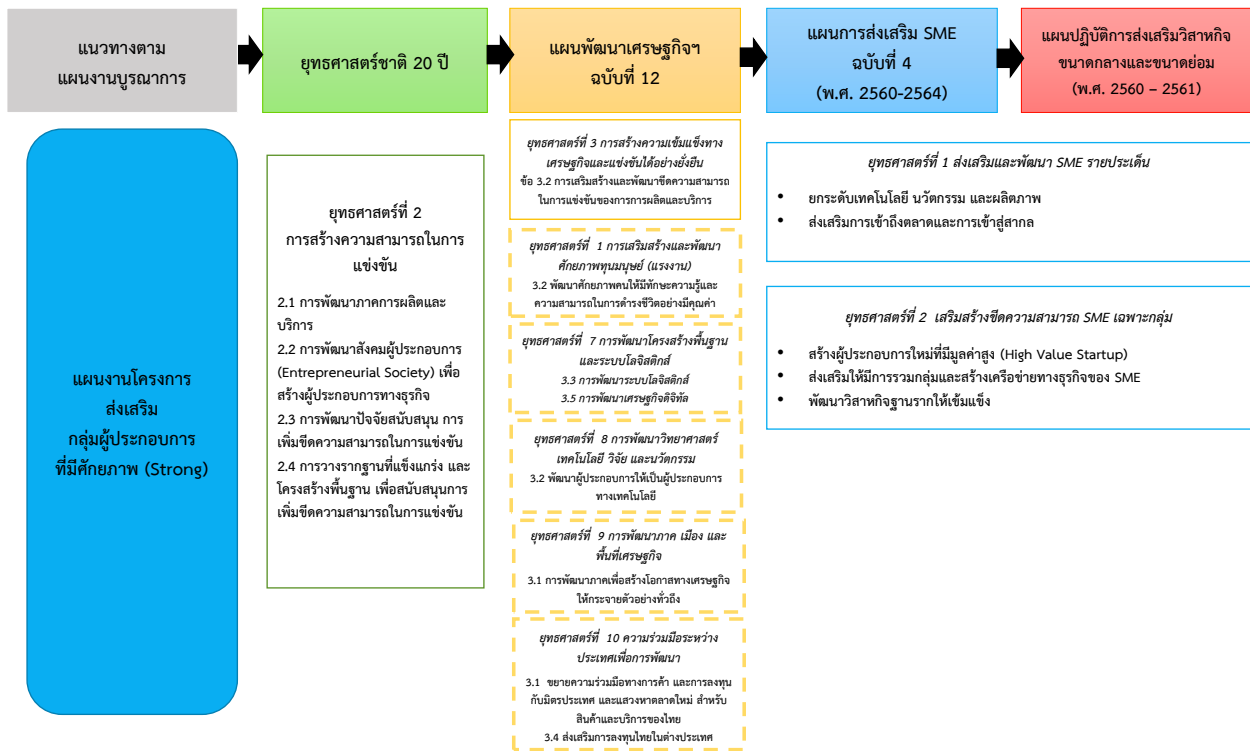 แนวทางตาม
แผนงานบูรณาการ
ยุทธศาสตร์ชาติ 20 ปี
แผนพัฒนาเศรษฐกิจฯ
ฉบับที่ 12
แผนการส่งเสริม SME
ฉบับที่ 4
(พ.ศ. 2560-2564)
แผนปฏิบัติการส่งเสริมวิสาหกิจ
ขนาดกลางและขนาดย่อม
(พ.ศ. 2560 – 2561)
แผนงานโครงการ
ส่งเสริม
กลุ่มผู้ประกอบการ
ที่มีศักยภาพ (Strong)
ยุทธศาสตร์ที่ 2
การสร้างความสามารถในการ
แข่งขัน
2.1 การพัฒนาภาคการผลิตและ
บริการ
2.2 การพัฒนาสังคมผู้ประกอบการ
(Entrepreneurial Society) เพื่อ
สร้างผู้ประกอบการทางธุรกิจ
2.3 การพัฒนาปัจจัยสนับสนุน การ
เพิ่มขีดความสามารถในการแข่งขัน
2.4 การวางรากฐานที่แข็งแกร่ง และ
โครงสร้างพื้นฐาน เพื่อสนับสนุนการ
เพิ่มขีดความสามารถในการแข่งขัน
ยุทธศาสตร์ที่ 3 การสร้างความเข้มแข็งทาง
เศรษฐกิจและแข่งขันได้อย่างยั่งยืน
ข้อ 3.2 การเสริมสร้างและพัฒนาขีดความสามารถ
ในการแข่งขันของการการผลิตและบริการ
ยุทธศาสตร์ที่ 1 การเสริมสร้างและพัฒนา
ศักยภาพทุนมนุษย์ (แรงงาน)
3.2 พัฒนาศักยภาพคนให้มีทักษะความรู้และ
ความสามารถในการดำรงชีวิตอย่างมีคุณค่า
ยุทธศาสตร์ที่ 7 การพัฒนาโครงสร้างพื้นฐาน
และระบบโลจิสติกส์
3.3 การพัฒนาระบบโลจิสติกส์
3.5 การพัฒนาเศรษฐกิจดิจิทัล
ยุทธศาสตร์ที่ 8 การพัฒนาวิทยาศาสตร์
เทคโนโลยี วิจัย และนวัตกรรม
3.2 พัฒนาผู้ประกอบการให้เป็นผู้ประกอบการ
ทางเทคโนโลยี
ยุทธศาสตร์ที่ 9 การพัฒนาภาค เมือง และ
พื้นที่เศรษฐกิจ
3.1 การพัฒนาภาคเพื่อสร้างโอกาสทางเศรษฐกิจ
ให้กระจายตัวอย่างทั่วถึง
ยุทธศาสตร์ที่ 10 ความร่วมมือระหว่าง
ประเทศเพื่อการพัฒนา
3.1 ขยายความร่วมมือทางการค้า และการลงทุน
กับมิตรประเทศ และแสวงหาตลาดใหม่ สำหรับ
สินค้าและบริการของไทย
3.4 ส่งเสริมการลงทุนไทยในต่างประเทศ
ยุทธศาสตร์ที่ 1 ส่งเสริมและพัฒนา SME รายประเด็น
• ยกระดับเทคโนโลยี นวัตกรรม และผลิตภาพ
• ส่งเสริมการเข้าถึงตลาดและการเข้าสู่สากล
ยุทธศาสตร์ที่ 2 เสริมสร้างขีดความสามารถ SME เฉพาะกลุ่ม
• สร้างผู้ประกอบการใหม่ที่มีมูลค่าสูง (High Value Startup)
• ส่งเสริมให้มีการรวมกลุ่มและสร้างเครือข่ายทางธุรกิจของ SME
• พัฒนาวิสาหกิจฐานรากให้เข้มแข็ง